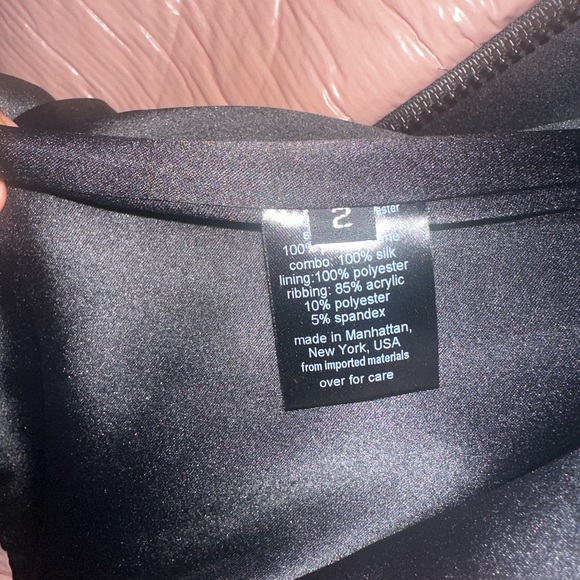 2
100%
combo: 100% silk
lining:100% polyester
ribbing: 85% acrylic
10% polyester
5% spandex
made in Manhattan,
New York, USA
from imported materials
over for care